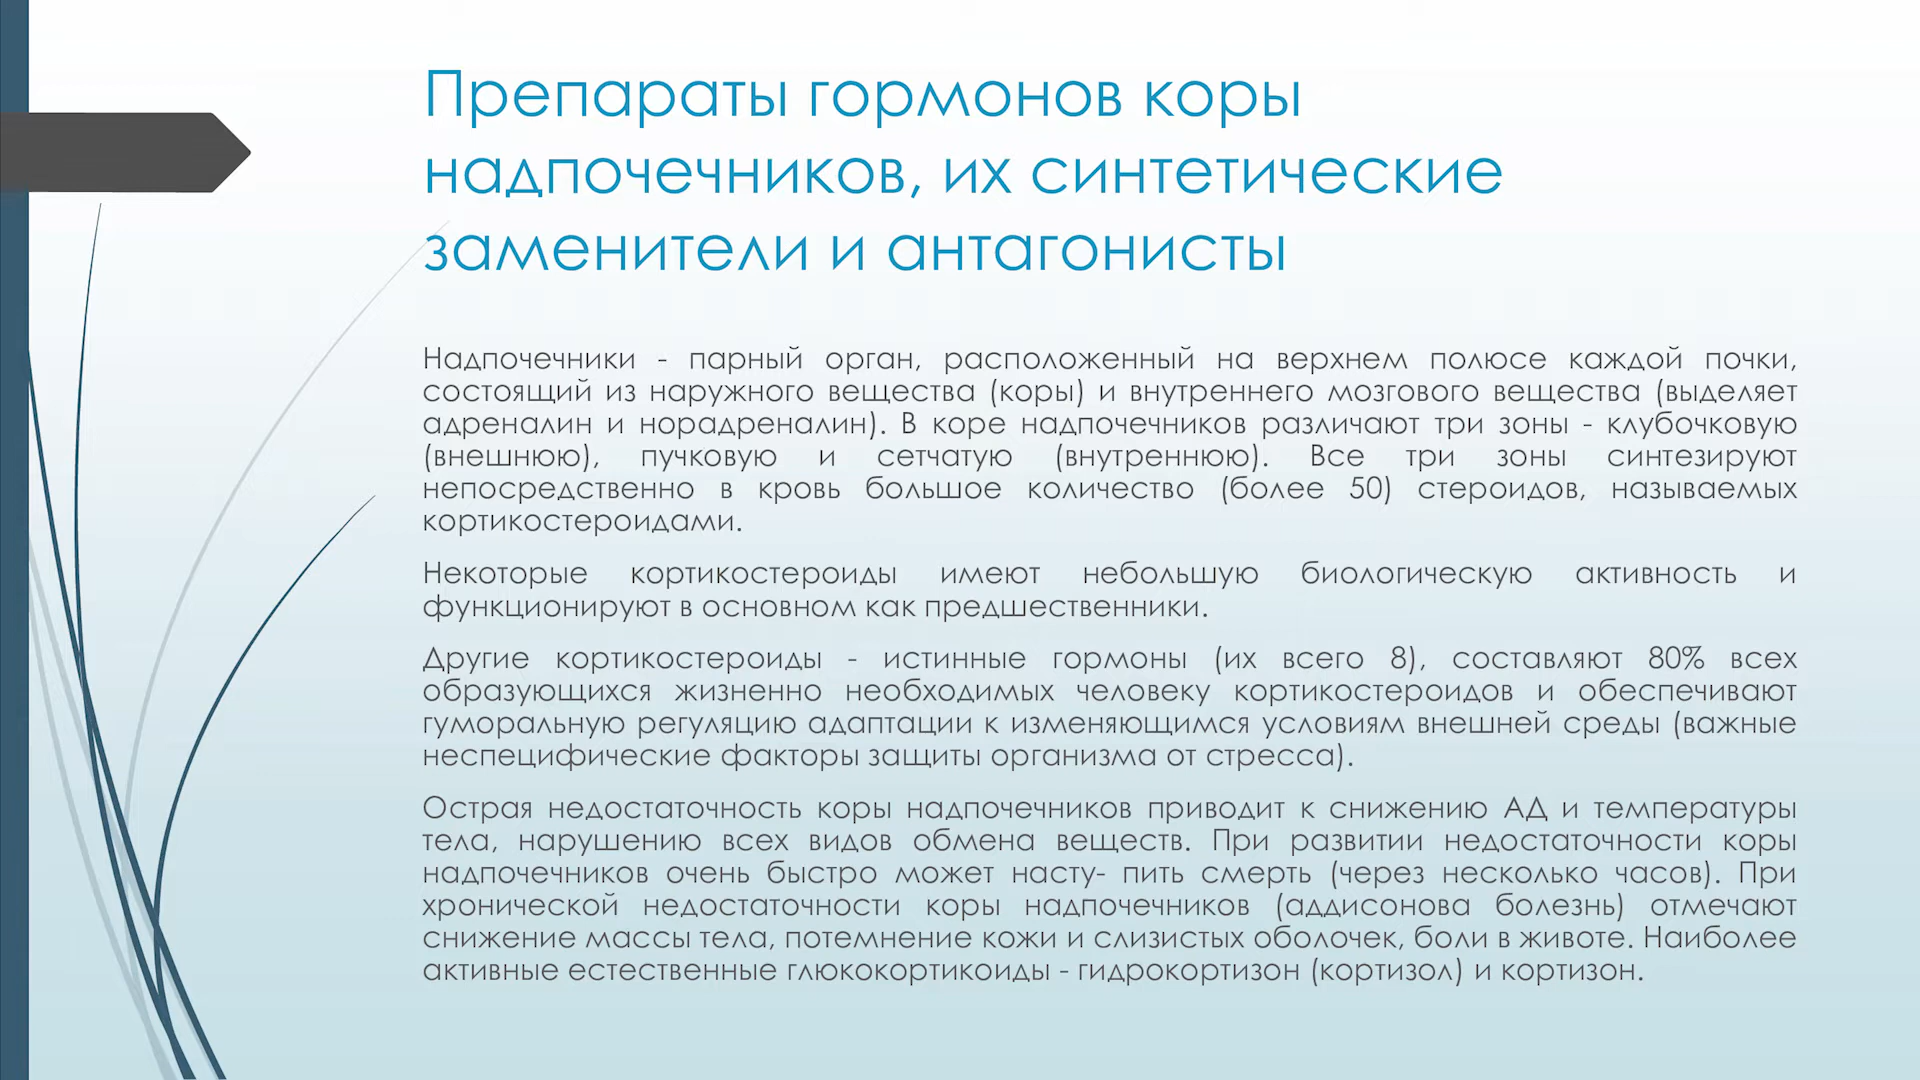 Препараты гормонов коры
надпочечников, их синтетические
заменители и антагонисты
Надпочечники - парный орган, расположенный на верхнем полюсе каждой почки,
состоящий из наружного вещества (коры) и внутреннего мозгового вещества (выделяет
адреналин и норадреналин). В коре надпочечников различают три зоны - клубочковую
(внешнюю), пучковую и сетчатую (внутреннюю). Все три зоны синтезируют
непосредственно в кровь большое количество (более 50) стероидов, называемых
кортикостероидами.
Некоторые кортикостероиды имеют небольшую биологическую активность и
функционируют в основном как предшественники.
Другие кортикостероиды - истинные гормоны (их всего 8), составляют 80% всех
образующихся жизненно необходимых человеку кортикостероидов и обеспечивают
гуморальную регуляцию адаптации к изменяющимся условиям внешней среды (важные
неспецифические факторы защиты организма от стресса).
Острая недостаточность коры надпочечников приводит к снижению АД и температуры
тела, нарушению всех видов обмена веществ. При развитии недостаточности коры
надпочечников очень быстро может насту- пить смерть (через несколько часов). При
хронической недостаточности коры надпочечников (аддисонова болезнь) отмечают
снижение массы тела, потемнение кожи и слизистых оболочек, боли в животе. Наиболее
активные естественные глюкокортикоиды - гидрокортизон (кортизол) и кортизон.